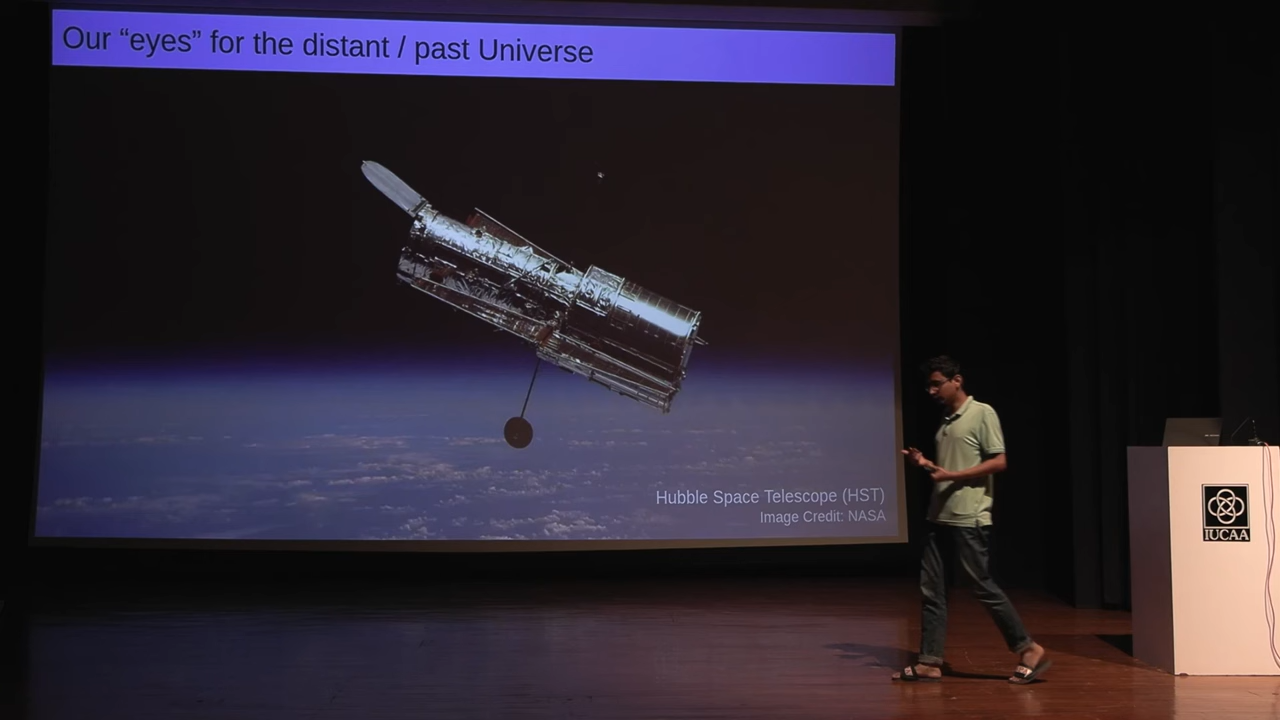 Our “eyes” for the distant / past Universe
Hubble Space Telescope (HST)
Image Credit: NASA
IUCAA